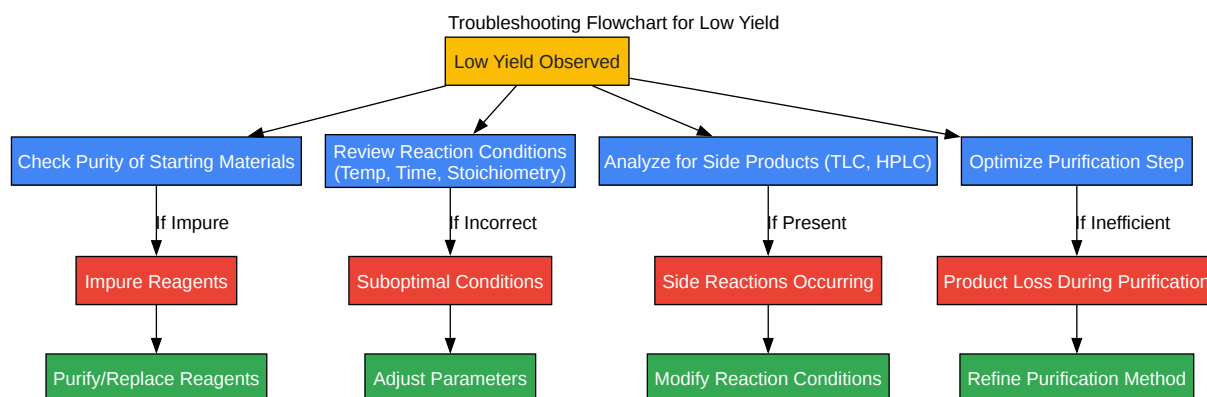 Troubleshooting Flowchart for Low Yield
Low Yield Observed
Check Purity of Starting Materials
Review Reaction Conditions
(Temp, Time, Stoichiometry)
Analyze for Side Products (TLC, HPLC)
Optimize Purification Step
If Impure
If Incorrect
If Present
If Inefficient
Impure Reagents
Suboptimal Conditions
Side Reactions Occurring
Product Loss During Purification
Purify/Replace Reagents
Adjust Parameters
Modify Reaction Conditions
Refine Purification Method